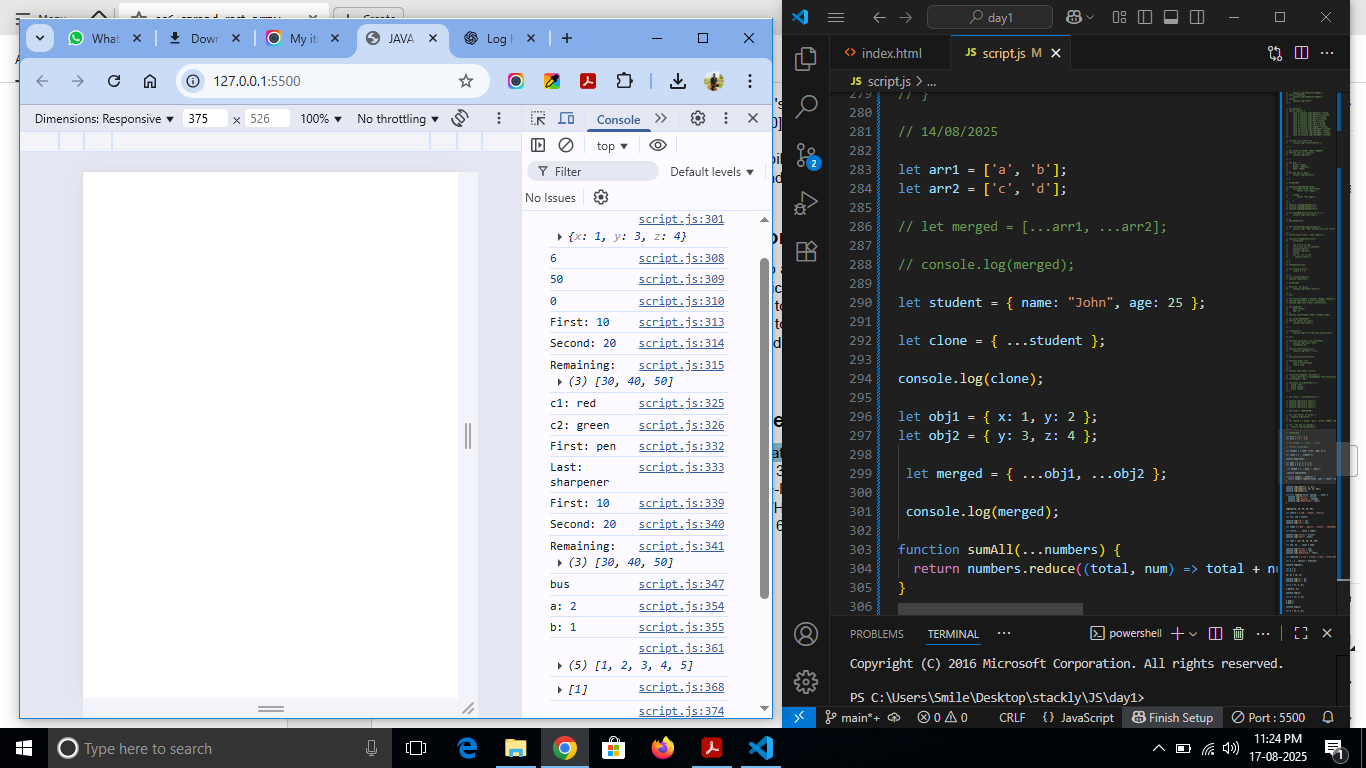 Menu
Create
What
Down
My it
JAVA
Log
127.0.0.1:5500
Dimensions: Responsive
375
×
526
100%
No throttling
Console
top
Filter
Default levels
No Issues
script.js:301
{x: 1, y: 3, z: 4}
6 script.js:308
50 script.js:309
0 script.js:310
First: 10 script.js:313
Second: 20 script.js:314
Remaining: script.js:315
(3) [30, 40, 50]
c1: red script.js:325
c2: green script.js:326
First: pen script.js:332
Last: script.js:333
sharpener
First: 10 script.js:339
Second: 20 script.js:340
Remaining: script.js:341
(3) [30, 40, 50]
bus script.js:347
a: 2 script.js:354
b: 1 script.js:355
script.js:361
(5) [1, 2, 3, 4, 5]
[1] script.js:368
script.js:374
day1
index.html
JS script.js M
JS script.js > ...
279 // }
280
281 // 14/08/2025
282
283 let arr1 = ['a', 'b'];
284 let arr2 = ['c', 'd'];
285
286 // let merged = [...arr1, ...arr2];
287
288 // console.log(merged);
289
290 let student = { name: "John", age: 25 };
291
292 let clone = { ...student };
293
294 console.log(clone);
295
296 let obj1 = { x: 1, y: 2 };
297 let obj2 = { y: 3, z: 4 };
298
299 let merged = { ...obj1, ...obj2 };
300
301 console.log(merged);
302
303 function sumAll(...numbers) {
304 return numbers.reduce((total, num) => total + nu
305 }
306
PROBLEMS
TERMINAL
powershell
Copyright (C) 2016 Microsoft Corporation. All rights reserved.
PS C:\Users\Smile\Desktop\stackly\JS\day1>
2
main*+
0
0
CRLF
{} JavaScript
Finish Setup
Port : 5500
Type here to search
11:24 PM
17-08-2025
1